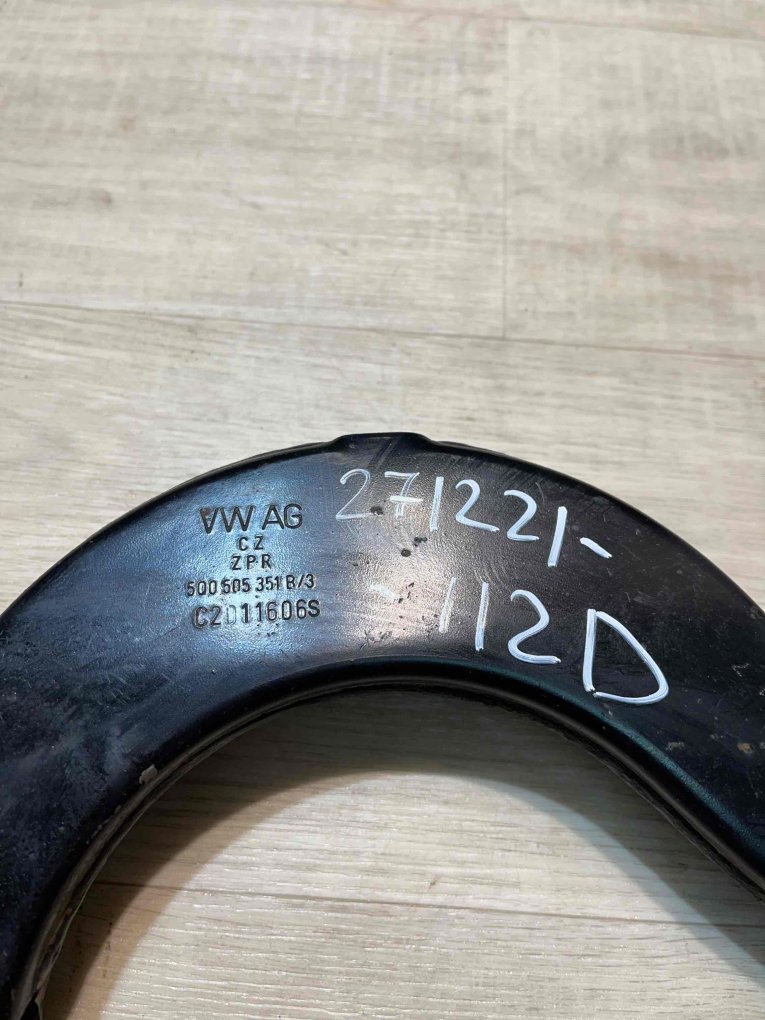 VW AG
CZ
ZPR
5Q0 505 351 B/3
C2011606S
271221/-
-112D